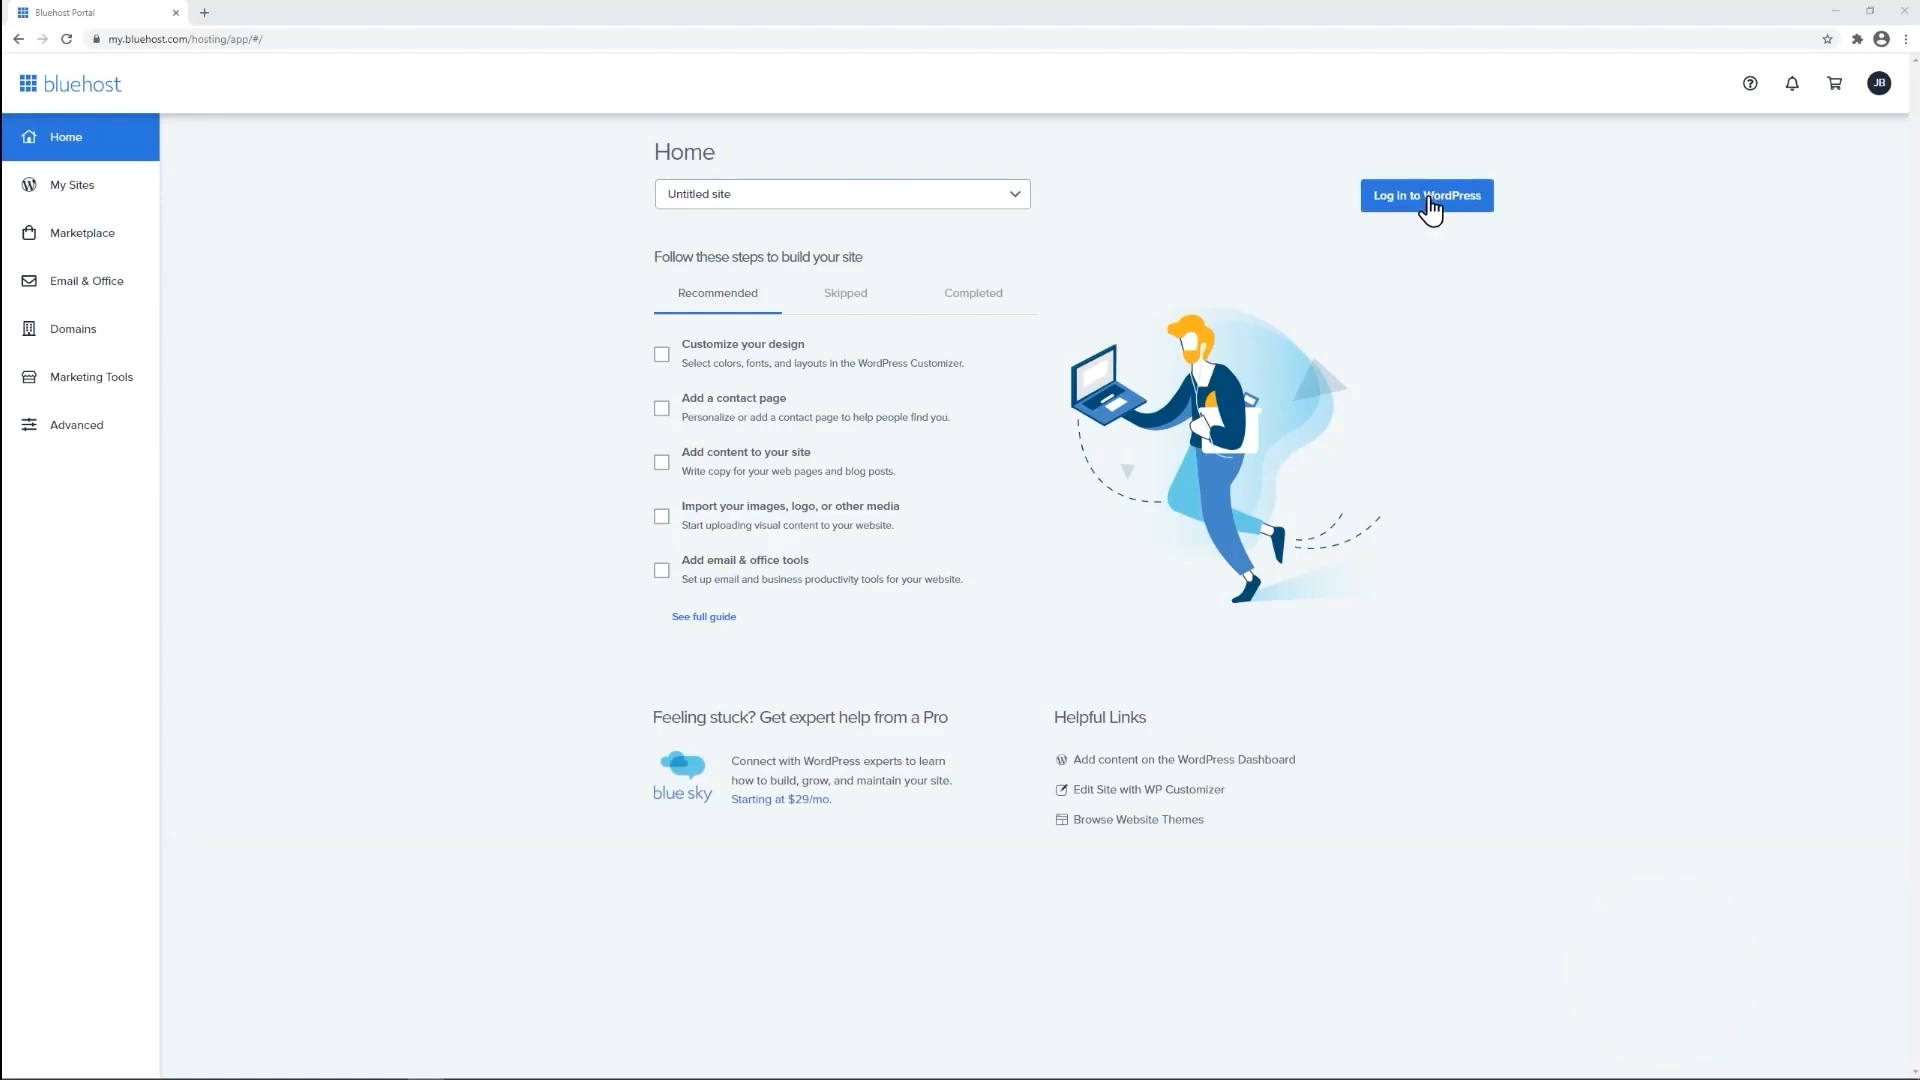 Bluehost Portal
my.bluehost.com/hosting/app/#/
bluehost
JB
Home
My Sites
Marketplace
Email & Office
Domains
Marketing Tools
Advanced
Home
Untitled site
Log in to WordPress
Follow these steps to build your site
Recommended Skipped Completed
Customize your design
Select colors, fonts, and layouts in the WordPress Customizer.
Add a contact page
Personalize or add a contact page to help people find you.
Add content to your site
Write copy for your web pages and blog posts.
Import your images, logo, or other media
Start uploading visual content to your website.
Add email & office tools
Set up email and business productivity tools for your website.
See full guide
Feeling stuck? Get expert help from a Pro
blue sky
Connect with WordPress experts to learn
how to build, grow, and maintain your site.
Starting at $29/mo.
Helpful Links
Add content on the WordPress Dashboard
Edit Site with WP Customizer
Browse Website Themes